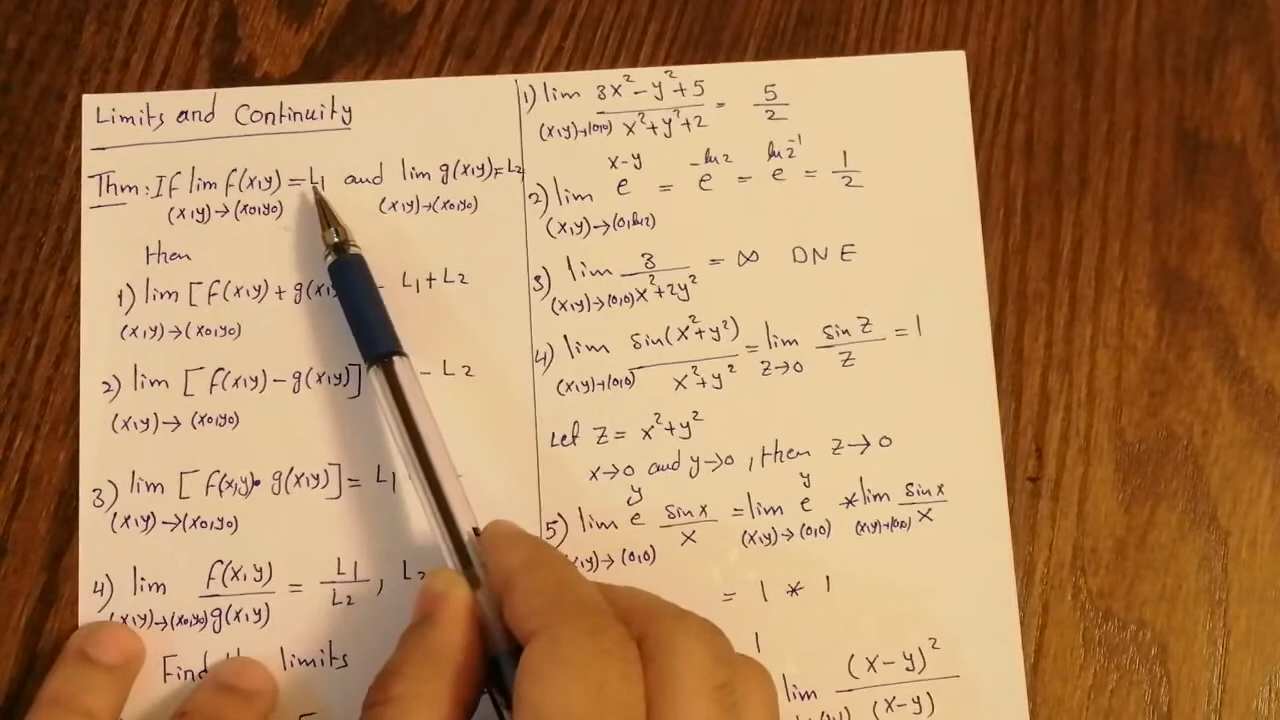 Limits and Continuity
Thm: If lim f(x,y) = L1 and lim g(x,y) = L2
(x,y)→(x0,y0) (x,y)→(x0,y0)
then
1) lim [f(x,y) + g(x,y = L1 + L2
(x,y)→(x0,y0)
2) lim [f(x,y) - g(x,y)] - L2
(x,y)→(x0,y0)
3) lim [f(x,y)• g(x,y)] = L1
(x,y)→(x0,y0)
4) lim f(x,y)/g(x,y) = L1/L2, L2
(x,y)→(x0,y0)
Find the limits
1) lim 3x²-y²+5/x²+y²+2 = 5/2
(x,y)→(0,0)
2) lim e^x-y = e^-ln2 = e^ln2^-1 = 1/2
(x,y)→(0,ln2)
3) lim 3/x²+2y² = ∞ DNE
(x,y)→(0,0)
4) lim sin(x²+y²)/x²+y² = lim sin z/z = 1
(x,y)→(0,0) z→0
Let z = x²+y²
x→0 and y→0, then z→0
5) lim e^y sin x/x = lim e^y * lim sin x/x
(x,y)→(0,0) (x,y)→(0,0) (x,y)→(0,0)
= 1 * 1
1
lim (x-y)²/(x-y)